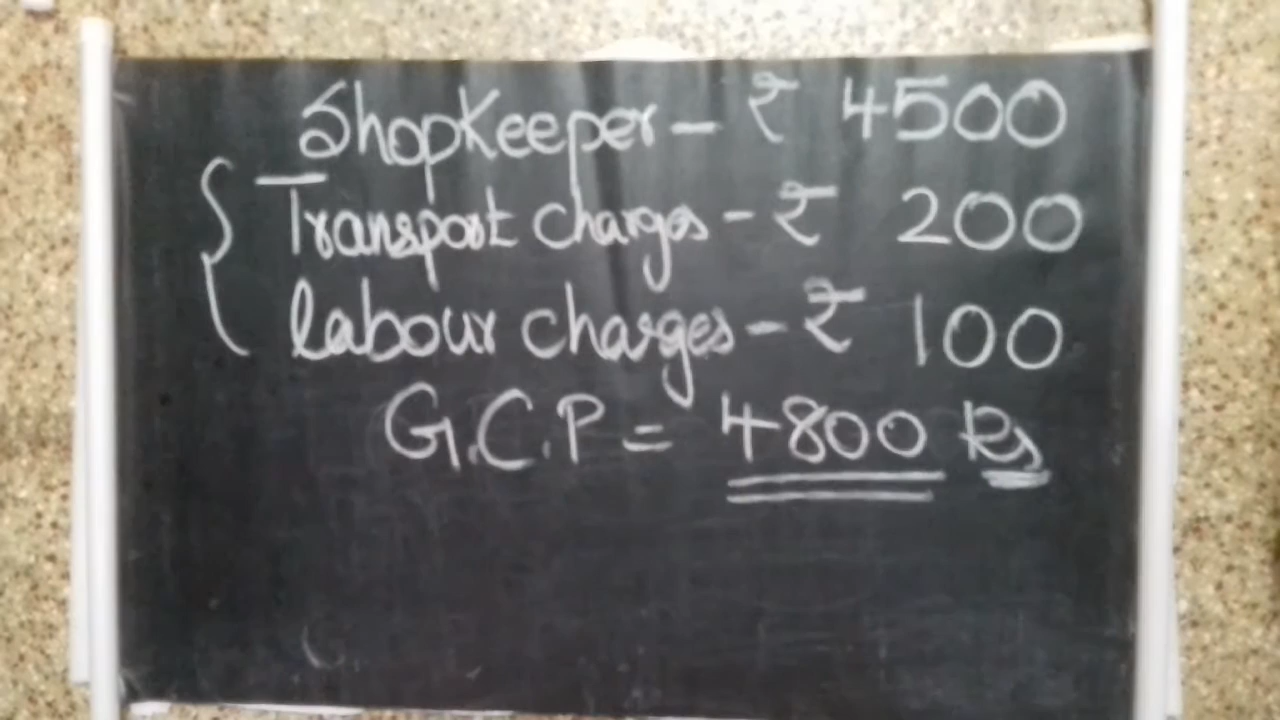 Shopkeeper - ₹ 4500
Transport charges - ₹ 200
labour charges - ₹ 100
G.C.P = 4800 Rs